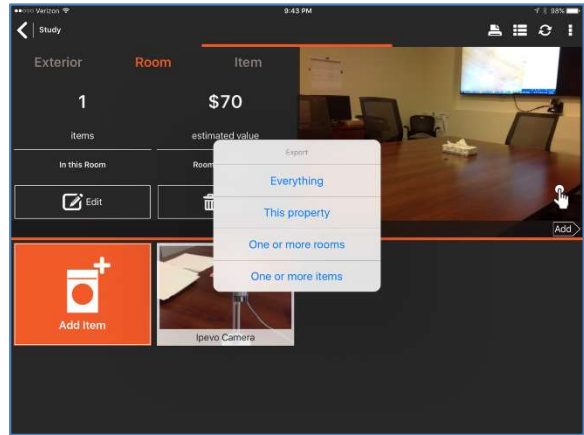 Verizon
9:43 PM
98%
Study
Exterior Room Item
1
$70
items
estimated value
In this Room
Room
Edit
Export
Everything
This property
One or more rooms
One or more items
Add
Add Item
Ipevo Camera